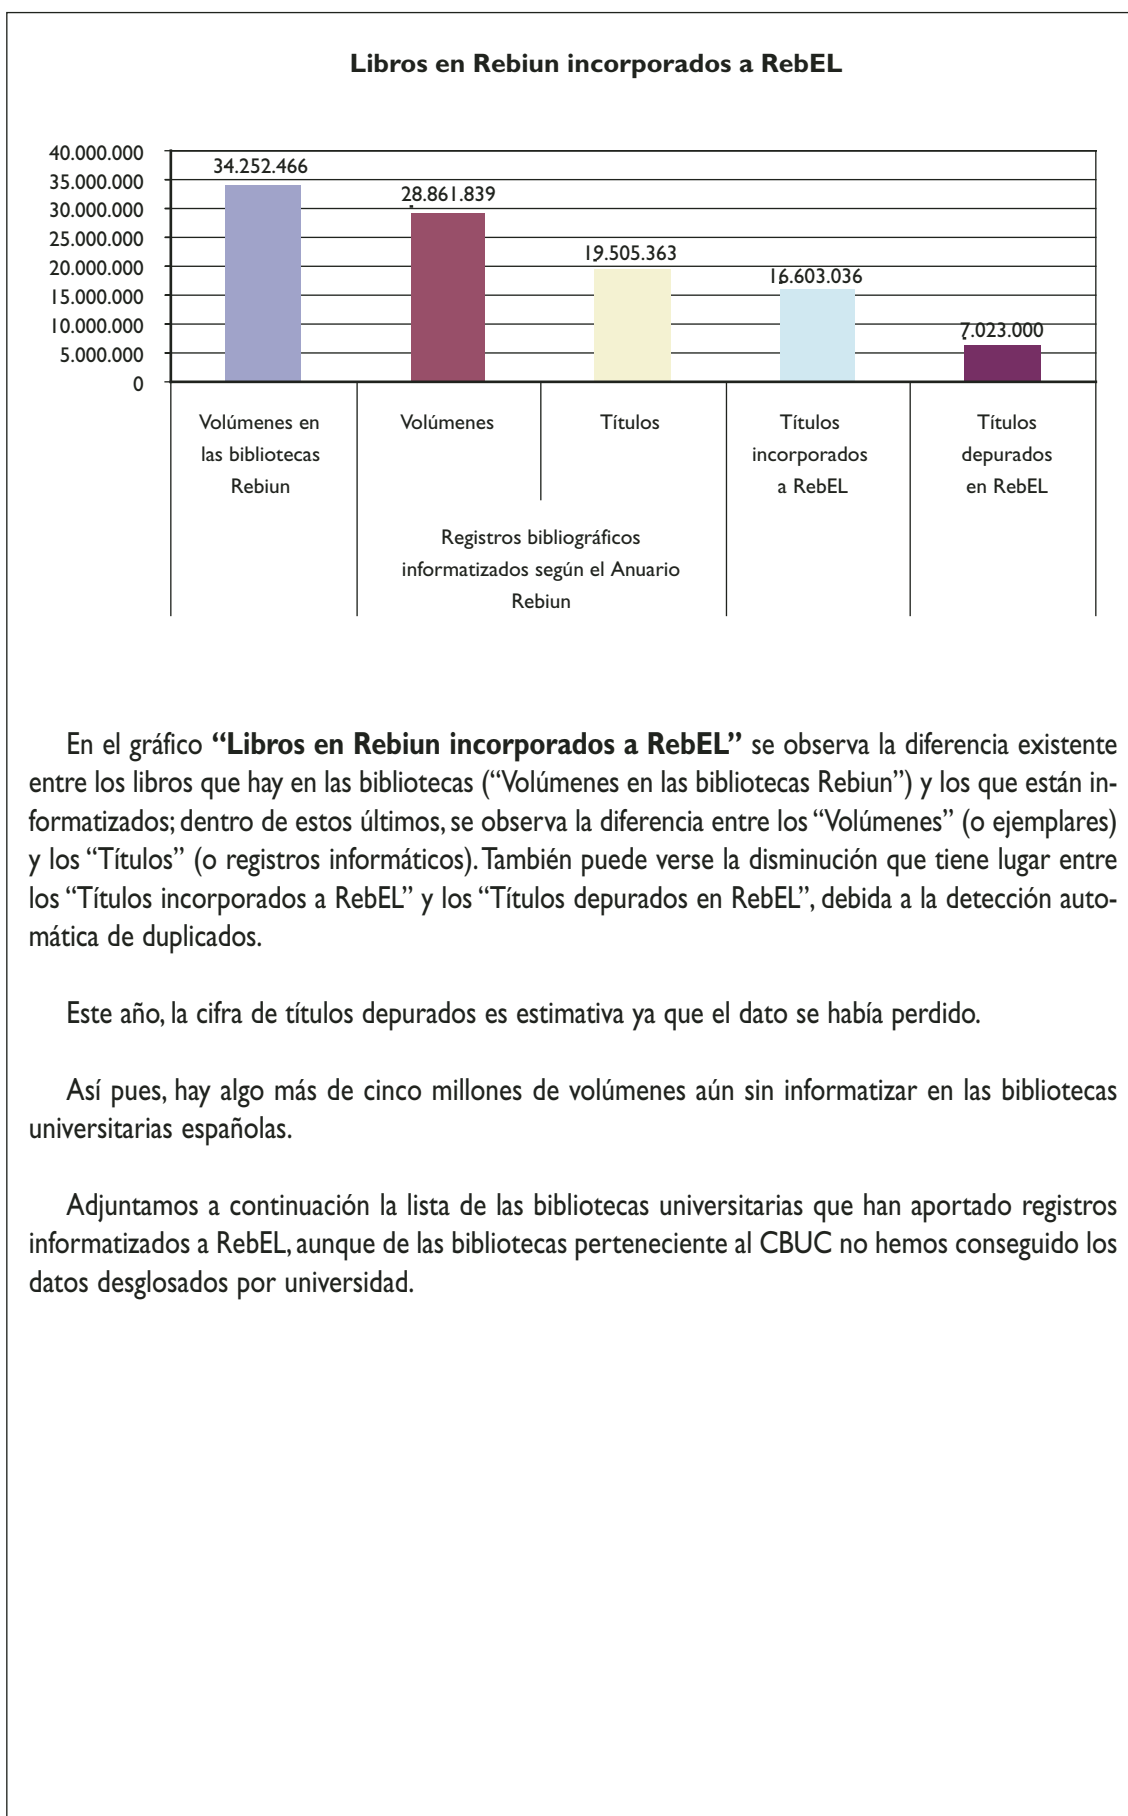 Libros en Rebiun incorporados a RebEL
40.000.000
35.000.000
30.000.000
25.000.000
20.000.000
15.000.000
10.000.000
5.000.000
0
34.252.466
28.861.839
19.505.363
16.603.036
7.023.000
Volúmenes en
las bibliotecas
Rebiun
Volúmenes
Títulos
Títulos
incorporados
a RebEL
Títulos
depurados
en RebEL
Registros bibliográficos
informatizados según el Anuario
Rebiun
En el gráfico “Libros en Rebiun incorporados a RebEL” se observa la diferencia existente
entre los libros que hay en las bibliotecas (“Volúmenes en las bibliotecas Rebiun”) y los que están in-
formatizados; dentro de estos últimos, se observa la diferencia entre los “Volúmenes” (o ejemplares)
y los “Títulos” (o registros informáticos). También puede verse la disminución que tiene lugar entre
los “Títulos incorporados a RebEL” y los “Títulos depurados en RebEL”, debida a la detección auto-
mática de duplicados.
Este año, la cifra de títulos depurados es estimativa ya que el dato se había perdido.
Así pues, hay algo más de cinco millones de volúmenes aún sin informatizar en las bibliotecas
universitarias españolas.
Adjuntamos a continuación la lista de las bibliotecas universitarias que han aportado registros
informatizados a RebEL, aunque de las bibliotecas perteneciente al CBUC no hemos conseguido los
datos desglosados por universidad.